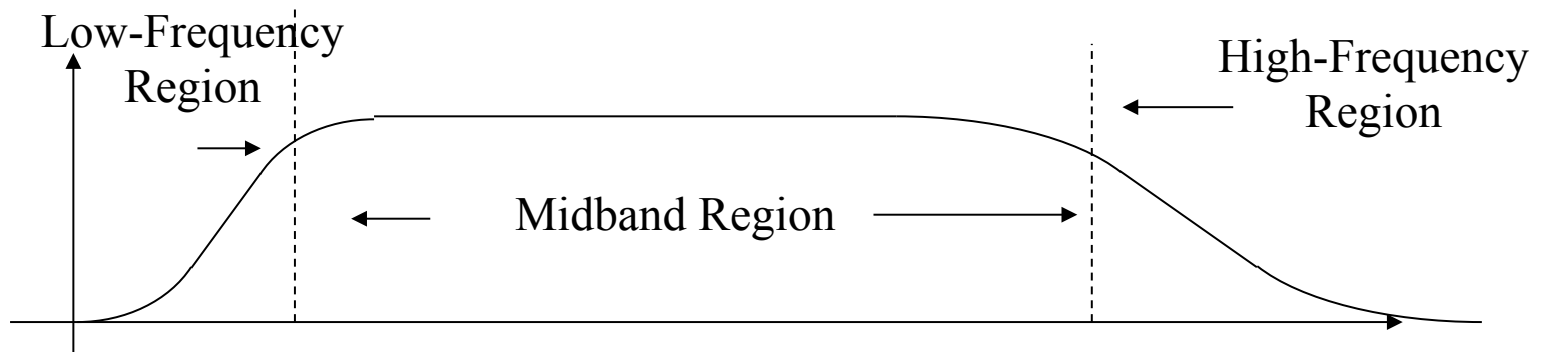 Low-Frequency
Region
High-Frequency
Region
Midband Region